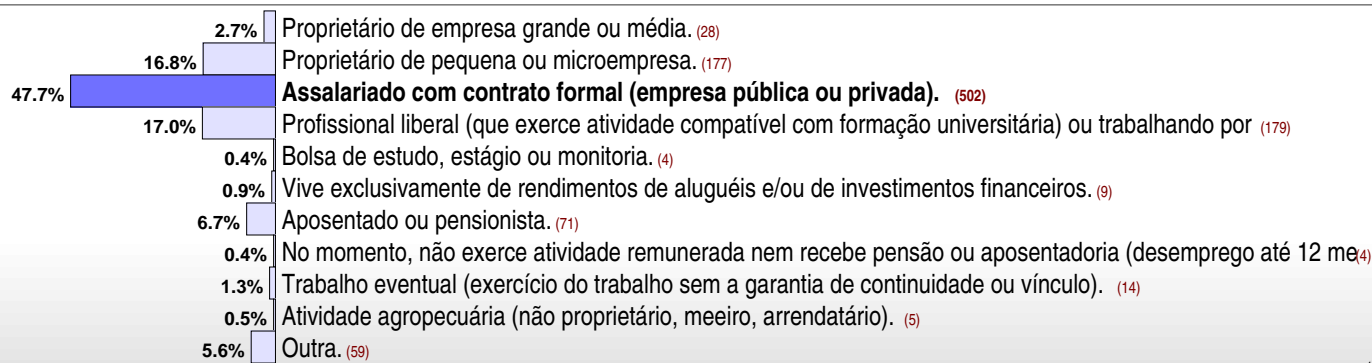 2.7% Proprietário de empresa grande ou média. (28)
16.8% Proprietário de pequena ou microempresa. (177)
47.7% Assalariado com contrato formal (empresa pública ou privada). (502)
17.0% Profissional liberal (que exerce atividade compatível com formação universitária) ou trabalhando por (179)
0.4% Bolsa de estudo, estágio ou monitoria. (4)
0.9% Vive exclusivamente de rendimentos de aluguéis e/ou de investimentos financeiros. (9)
6.7% Aposentado ou pensionista. (71)
0.4% No momento, não exerce atividade remunerada nem recebe pensão ou aposentadoria (desemprego até 12 me(4)
1.3% Trabalho eventual (exercício do trabalho sem a garantia de continuidade ou vínculo). (14)
0.5% Atividade agropecuária (não proprietário, meeiro, arrendatário). (5)
5.6% Outra. (59)